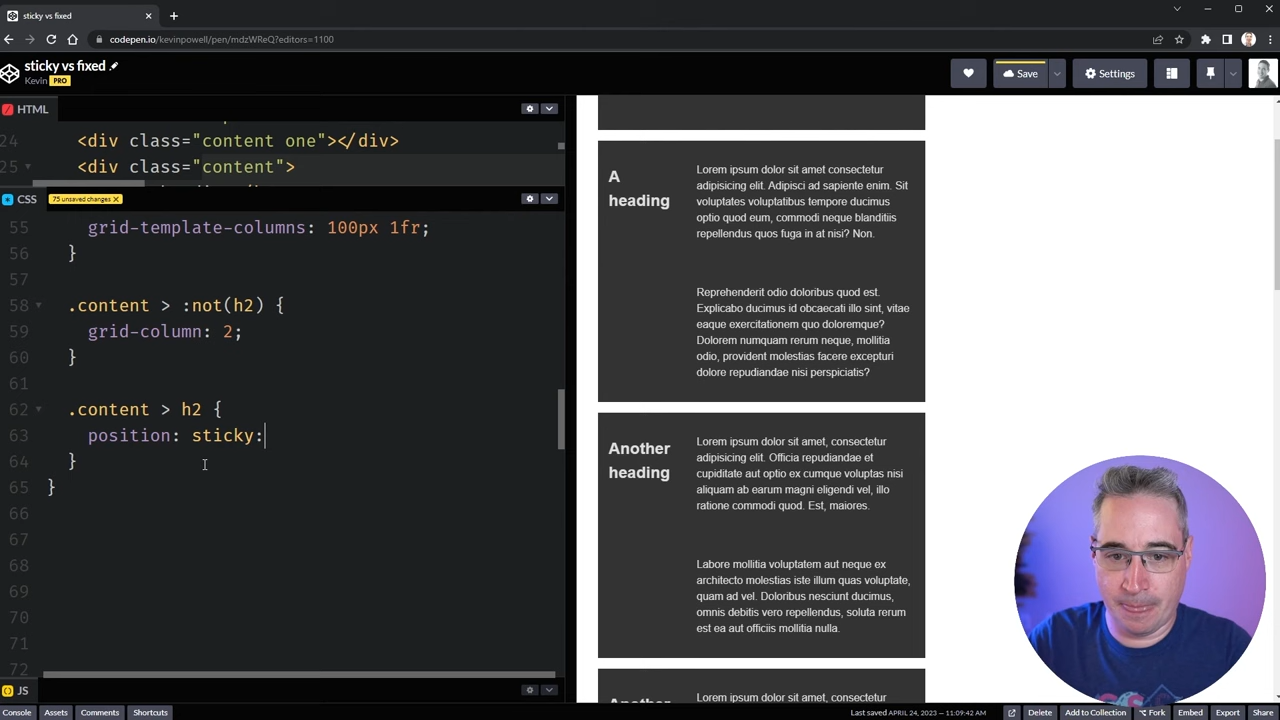 sticky vs fixed
codepen.io/kevinpowell/pen/mdzWReQ?editors=1100
sticky vs fixed
Kevin PRO
Save
Settings
HTML
24 <div class="content one"></div>
25 <div class="content">
CSS 75 unsaved changes ×
55 grid-template-columns: 100px 1fr;
56 }
57
58 .content > :not(h2) {
59 grid-column: 2;
60 }
61
62 .content > h2 {
63 position: sticky:
64 }
65 }
66
67
68
69
70
71
72
JS
A
heading
Lorem ipsum dolor sit amet consectetur
adipisicing elit. Adipisci ad sapiente enim. Sit
voluptates voluptatibus tempore ducimus
optio quod eum, commodi neque blanditiis
repellendus quos fuga in at nisi? Non.
Reprehenderit odio doloribus quod est.
Explicabo ducimus id obcaecati illo sint, vitae
eaque exercitationem quo doloremque?
Dolorem numquam rerum neque, mollitia
odio, provident molestias facere excepturi
dolore repudiandae nisi perspiciatis?
Another
heading
Lorem ipsum dolor sit amet, consectetur
adipisicing elit. Officia repudiandae et
cupiditate aut optio ex cumque voluptas nisi
aliquam ab earum magni eligendi vel, illo
ratione commodi quod. Est, maiores.
Labore mollitia voluptatem aut neque ex
architecto molestias iste illum quas voluptate,
quam ad vel. Doloribus nesciunt ducimus,
omnis debitis vero repellendus, soluta rerum
est ea aut officiis mollitia nulla.
Lorem ipsum dolor sit amet, consectetur
Console Assets Comments Shortcuts
Last saved APRIL 24, 2023 — 11:09:42 AM
Delete Add to Collection Fork Embed Export Share